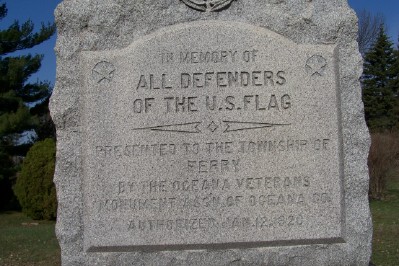 IN MEMORY OF
ALL DEFENDERS
OF THE U.S. FLAG
PRESENTED TO THE TOWNSHIP OF
FERRY
BY THE OCEANA VETERANS
MONUMENT ASS'N. OF OCEANA CO.
AUTHORIZED JAN. 12, 1920